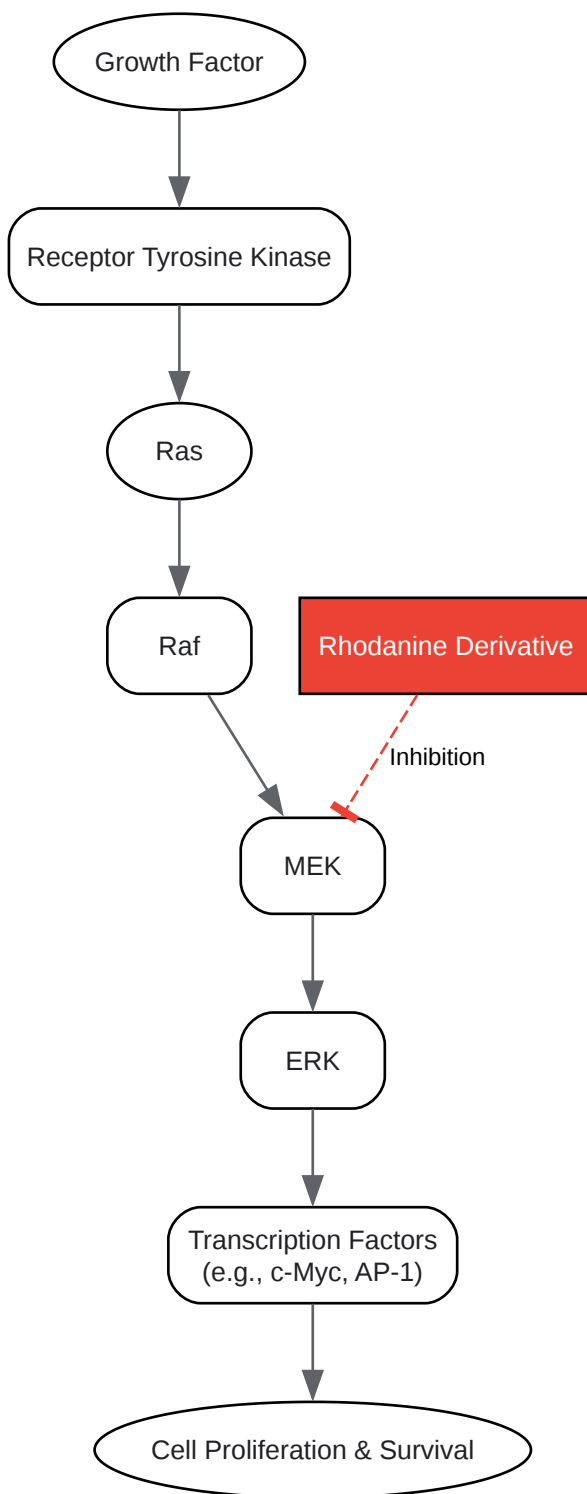 Growth Factor
Receptor Tyrosine Kinase
Ras
Raf
Rhodanine Derivative
Inhibition
MEK
ERK
Transcription Factors
(e.g., c-Myc, AP-1)
Cell Proliferation & Survival